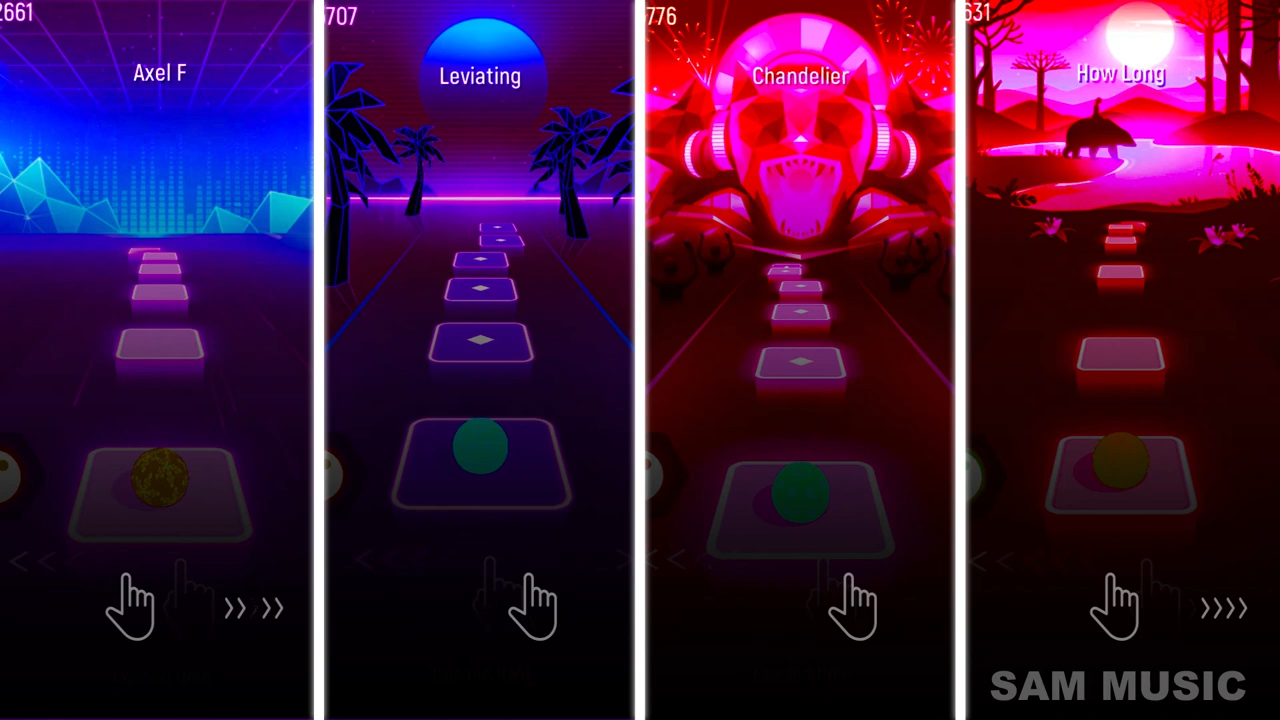 2661
Axel F
707
Leviating
776
Chandelier
631
How Long
SAM MUSIC